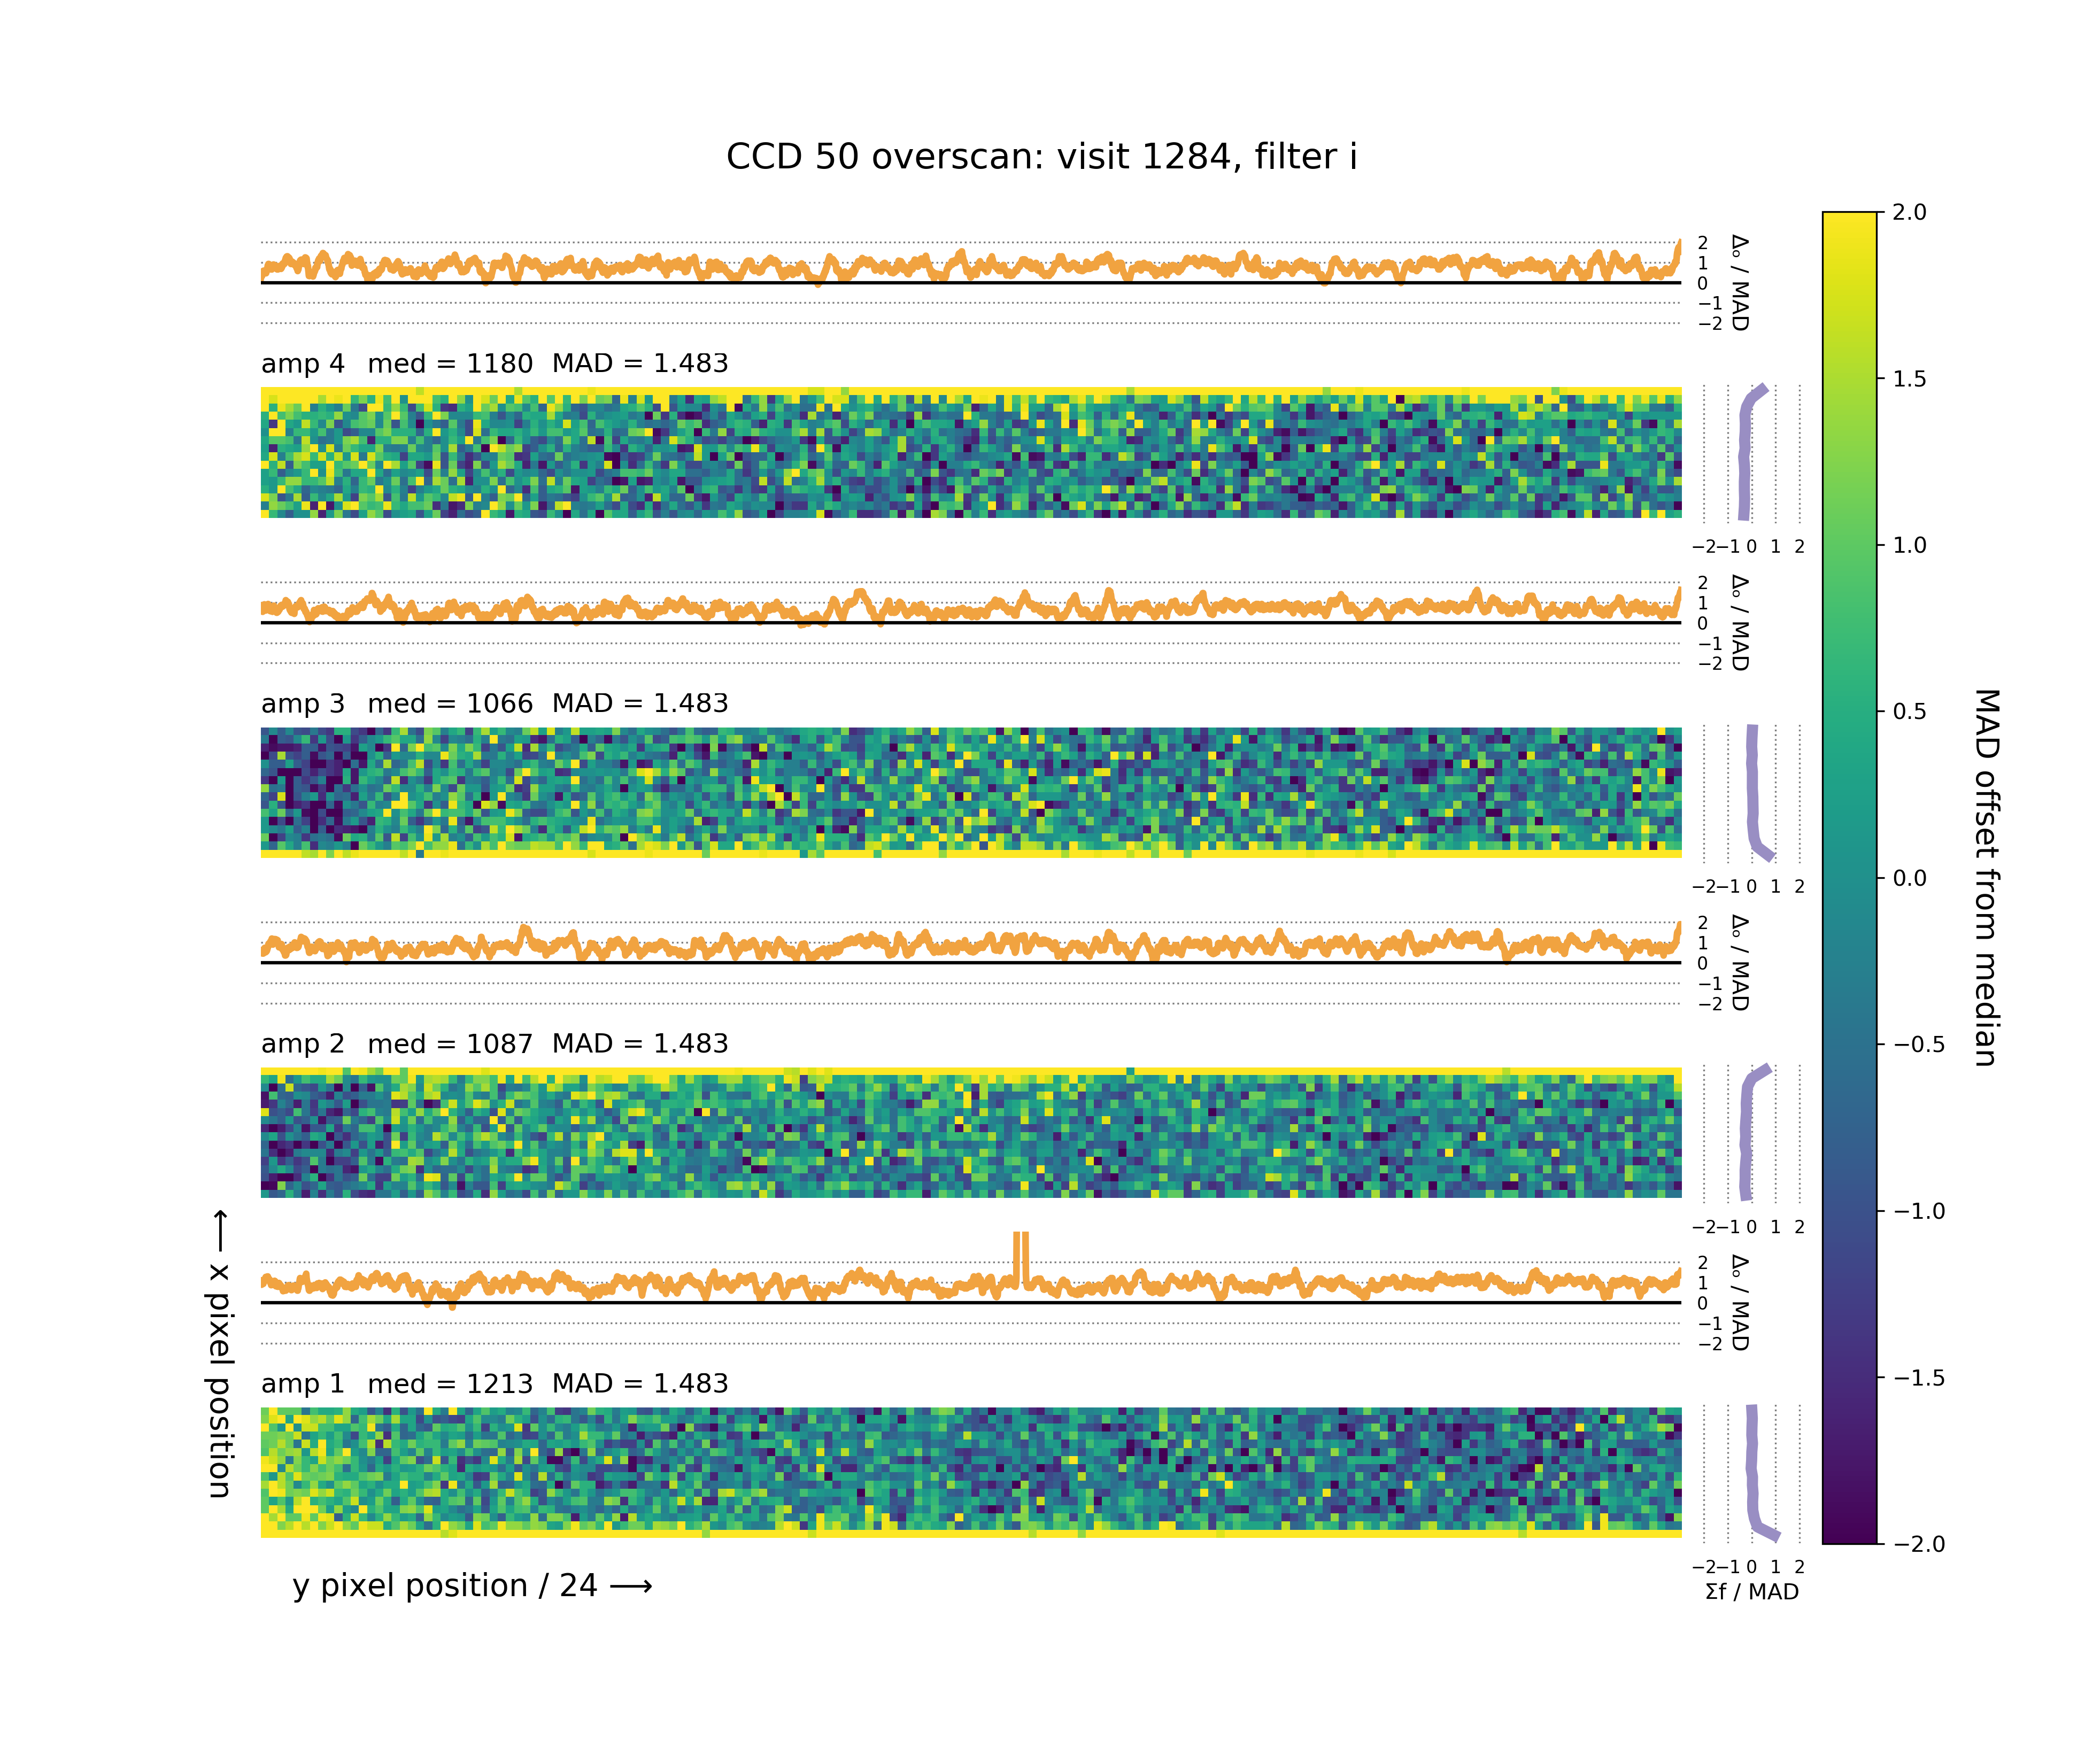 CCD 50 overscan: visit 1284, filter i
2
1
0
−1
−2
Δₒ / MAD
amp 4 med = 1180 MAD = 1.483
−2 −1 0 1 2
2
1
0
−1
−2
Δₒ / MAD
amp 3 med = 1066 MAD = 1.483
−2 −1 0 1 2
2
1
0
−1
−2
Δₒ / MAD
amp 2 med = 1087 MAD = 1.483
−2 −1 0 1 2
2
1
0
−1
−2
Δₒ / MAD
amp 1 med = 1213 MAD = 1.483
−2 −1 0 1 2
Σf / MAD
⟵ x pixel position
y pixel position / 24 ⟶
2.0
1.5
1.0
0.5
0.0
−0.5
−1.0
−1.5
−2.0
MAD offset from median